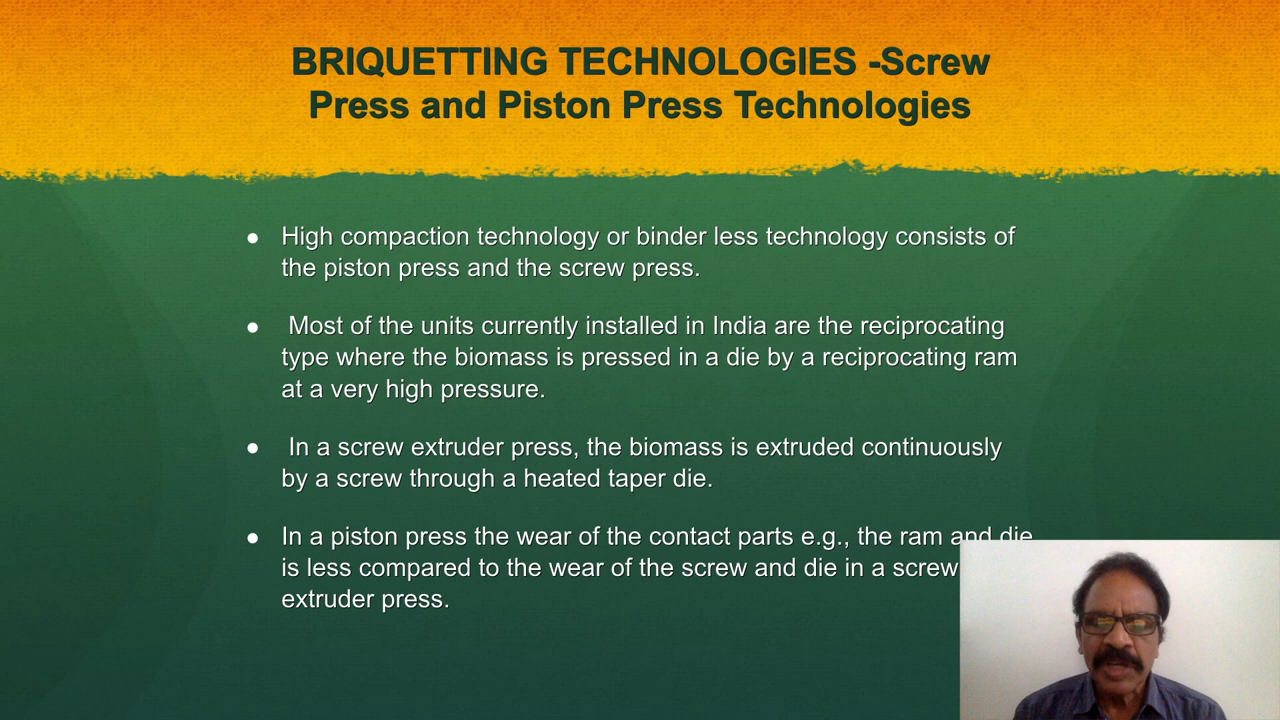 BRIQUETTING TECHNOLOGIES -Screw
Press and Piston Press Technologies
● High compaction technology or binder less technology consists of
the piston press and the screw press.
● Most of the units currently installed in India are the reciprocating
type where the biomass is pressed in a die by a reciprocating ram
at a very high pressure.
● In a screw extruder press, the biomass is extruded continuously
by a screw through a heated taper die.
● In a piston press the wear of the contact parts e.g., the ram and die
is less compared to the wear of the screw and die in a screw
extruder press.